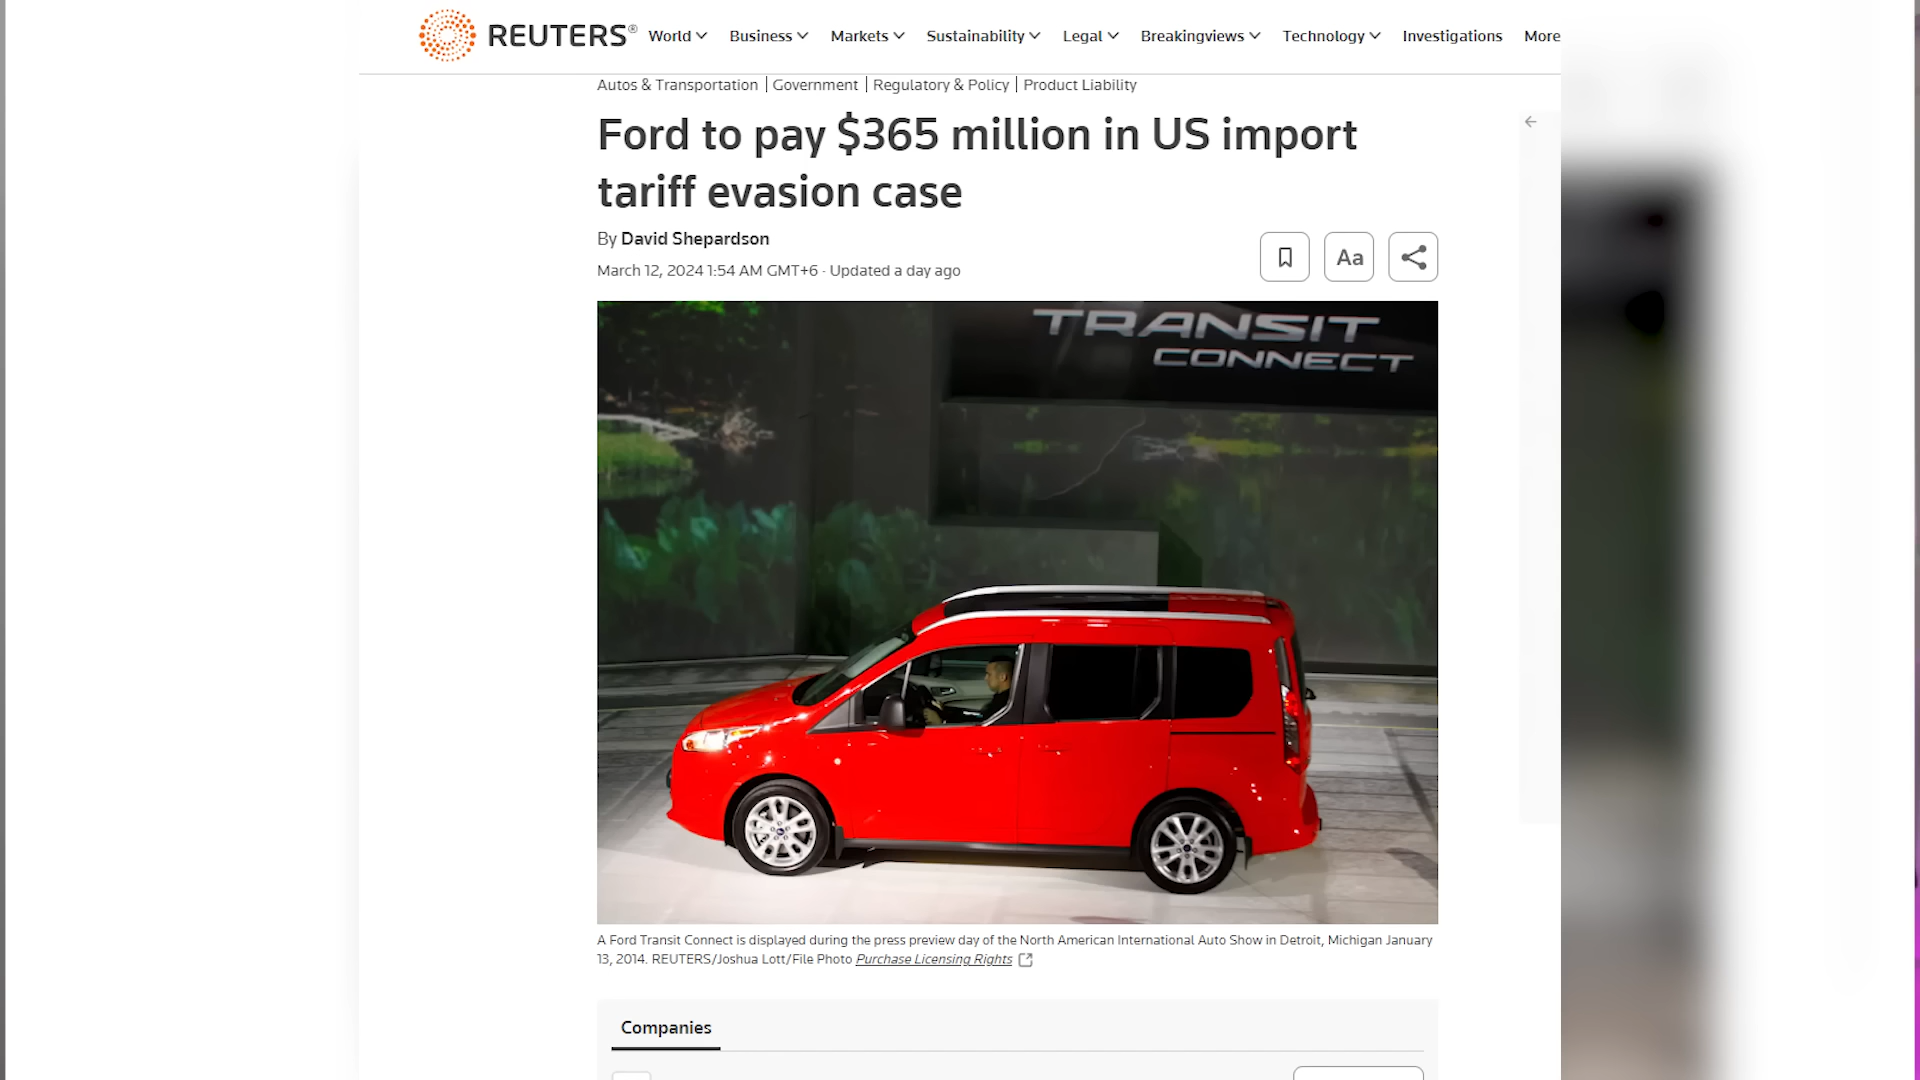 REUTERS®
World
Business
Markets
Sustainability
Legal
Breakingviews
Technology
Investigations
More
Autos & Transportation | Government | Regulatory & Policy | Product Liability
Ford to pay $365 million in US import
tariff evasion case
By David Shepardson
March 12, 2024 1:54 AM GMT+6 · Updated a day ago
Aa
TRANSIT
CONNECT
A Ford Transit Connect is displayed during the press preview day of the North American International Auto Show in Detroit, Michigan January
13, 2014. REUTERS/Joshua Lott/File Photo Purchase Licensing Rights
Companies